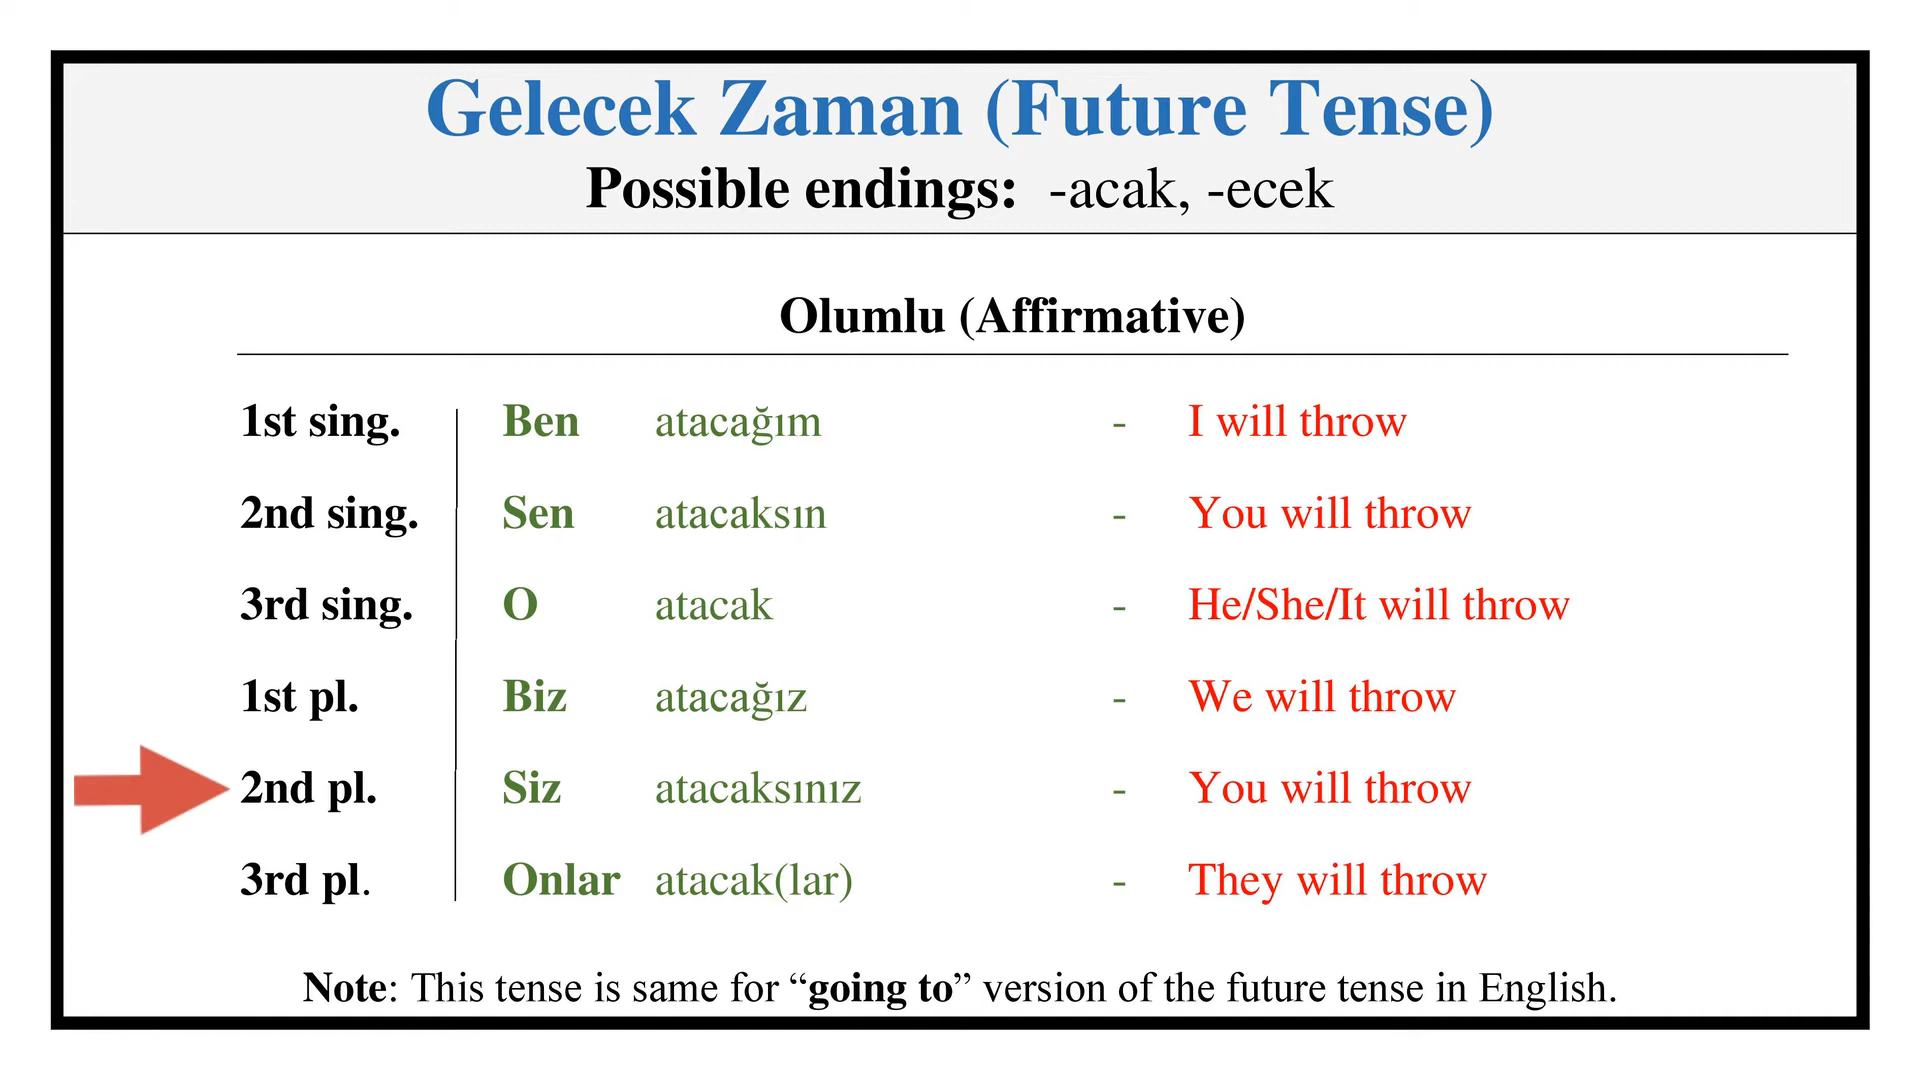 Gelecek Zaman (Future Tense)
Possible endings: -acak, -ecek
Olumlu (Affirmative)
1st sing. Ben atacağım - I will throw
2nd sing. Sen atacaksın - You will throw
3rd sing. O atacak - He/She/It will throw
1st pl. Biz atacağız - We will throw
2nd pl. Siz atacaksınız - You will throw
3rd pl. Onlar atacak(lar) - They will throw
Note: This tense is same for “going to” version of the future tense in English.